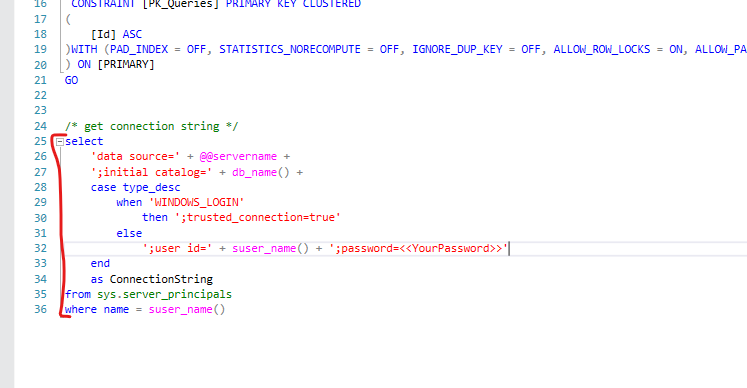 16 CONSTRAINT [PK_Queries] PRIMARY KEY CLUSTERED
17 (
18 [Id] ASC
19 )WITH (PAD_INDEX = OFF, STATISTICS_NORECOMPUTE = OFF, IGNORE_DUP_KEY = OFF, ALLOW_ROW_LOCKS = ON, ALLOW_PA
20 ) ON [PRIMARY]
21 GO
22
23
24 /* get connection string */
25 select
26 'data source=' + @@servername +
27 ';initial catalog=' + db_name() +
28 case type_desc
29 when 'WINDOWS_LOGIN'
30 then ';trusted_connection=true'
31 else
32 ';user id=' + suser_name() + ';password=<<YourPassword>>'
33 end
34 as ConnectionString
35 from sys.server_principals
36 where name = suser_name()